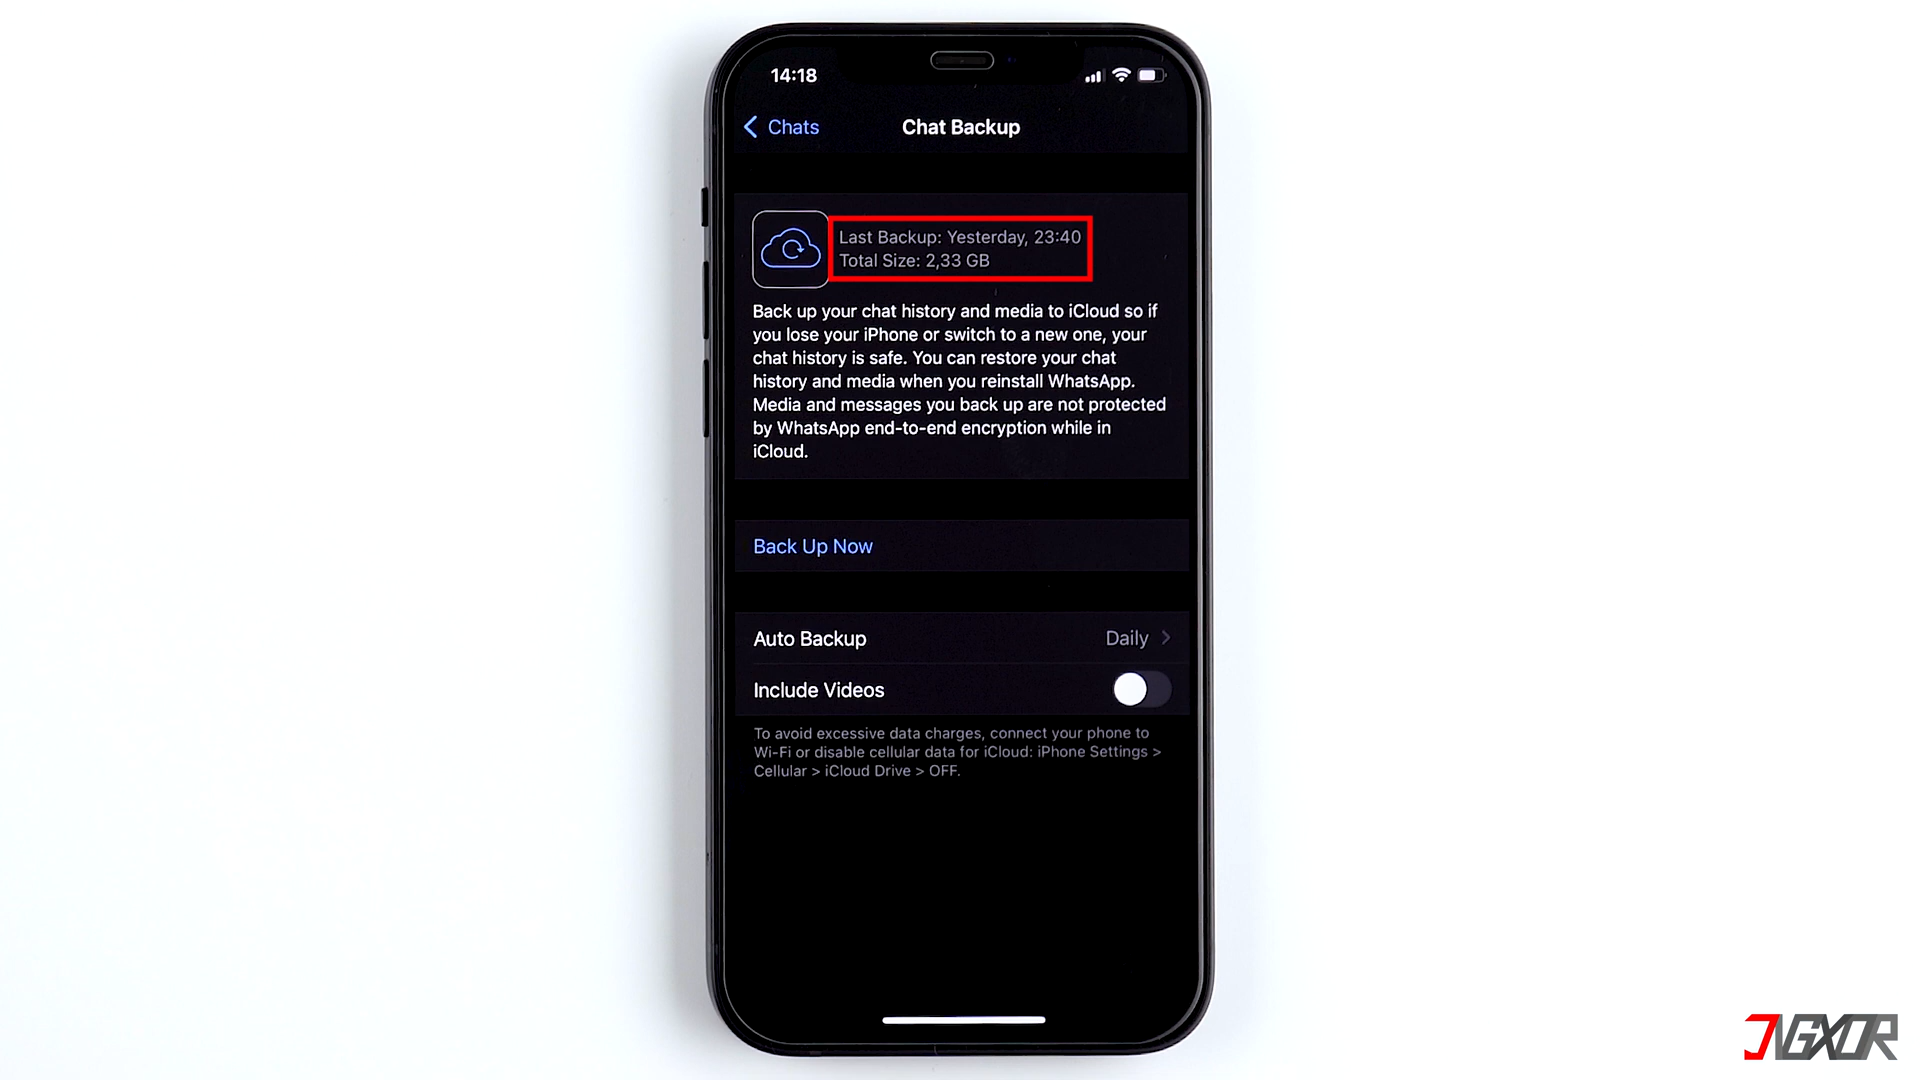 14:18
Chats
Chat Backup
Last Backup: Yesterday, 23:40
Total Size: 2,33 GB
Back up your chat history and media to iCloud so if
you lose your iPhone or switch to a new one, your
chat history is safe. You can restore your chat
history and media when you reinstall WhatsApp.
Media and messages you back up are not protected
by WhatsApp end-to-end encryption while in
iCloud.
Back Up Now
Auto Backup Daily
Include Videos
To avoid excessive data charges, connect your phone to
Wi-Fi or disable cellular data for iCloud: iPhone Settings >
Cellular > iCloud Drive > OFF.
JIGXOR